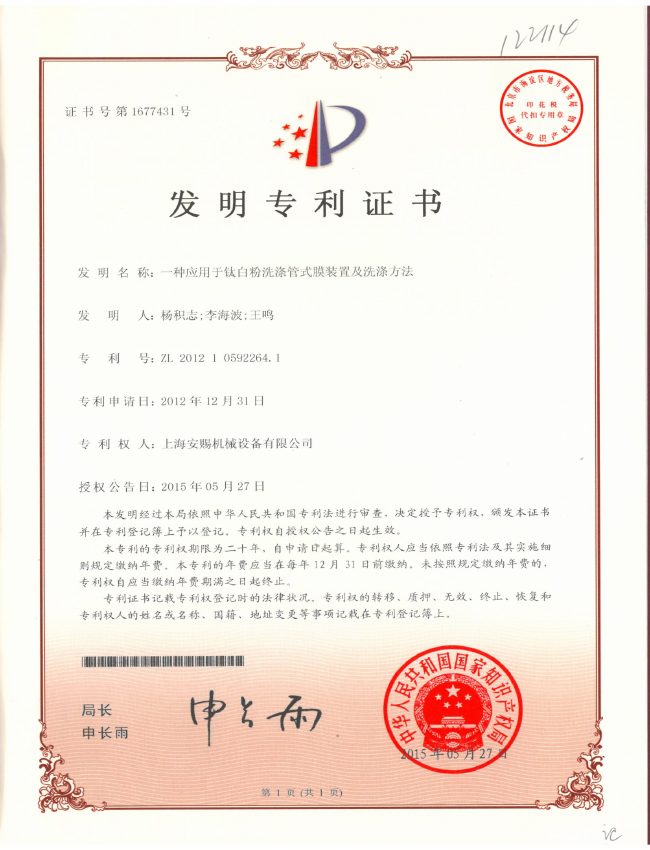 122114
证书号第1677431号
北京市海淀区地方税务局
印花税
代扣专用章
国家知识产权局
发明专利证书
发明名称：一种应用于钛白粉洗涤管式膜装置及洗涤方法
发明人：杨积志;李海波;王鸣
专利号：ZL 2012 1 0592264.1
专利申请日：2012年12月31日
专利权人：上海安赐机械设备有限公司
授权公告日：2015年05月27日
本发明经过本局依照中华人民共和国专利法进行审查，决定授予专利权，颁发本证书
并在专利登记簿上予以登记。专利权自授权公告之日起生效。
本专利的专利权期限为二十年，自申请日起算。专利权人应当依照专利法及其实施细
则规定缴纳年费。本专利的年费应当在每年12月31日前缴纳。未按照规定缴纳年费的，
专利权自应当缴纳年费期满之日起终止。
专利证书记载专利权登记时的法律状况。专利权的转移、质押、无效、终止、恢复和
专利权人的姓名或名称、国籍、地址变更等事项记载在专利登记簿上。
局长
申长雨
申长雨
中华人民共和国国家知识产权局
2015年05月27日
第1页(共1页)